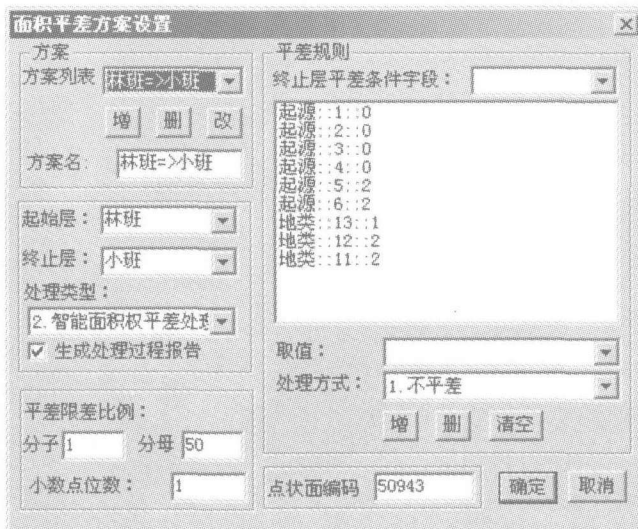 面积平差方案设置
方案
方案列表 林班=>小班
增 删 改
方案名: 林班=>小班
起始层： 林班
终止层： 小班
处理类型：
2.智能面积权平差处
生成处理过程报告
平差限差比例：
分子 1 分母 50
小数点位数： 1
平差规则
终止层平差条件字段：
起源::1::0
起源::2::0
起源::3::0
起源::4::0
起源::5::2
起源::6::2
地类::13::1
地类::12::2
地类::11::2
取值：
处理方式： 1.不平差
增 删 清空
点状面编码 50943 确定 取消